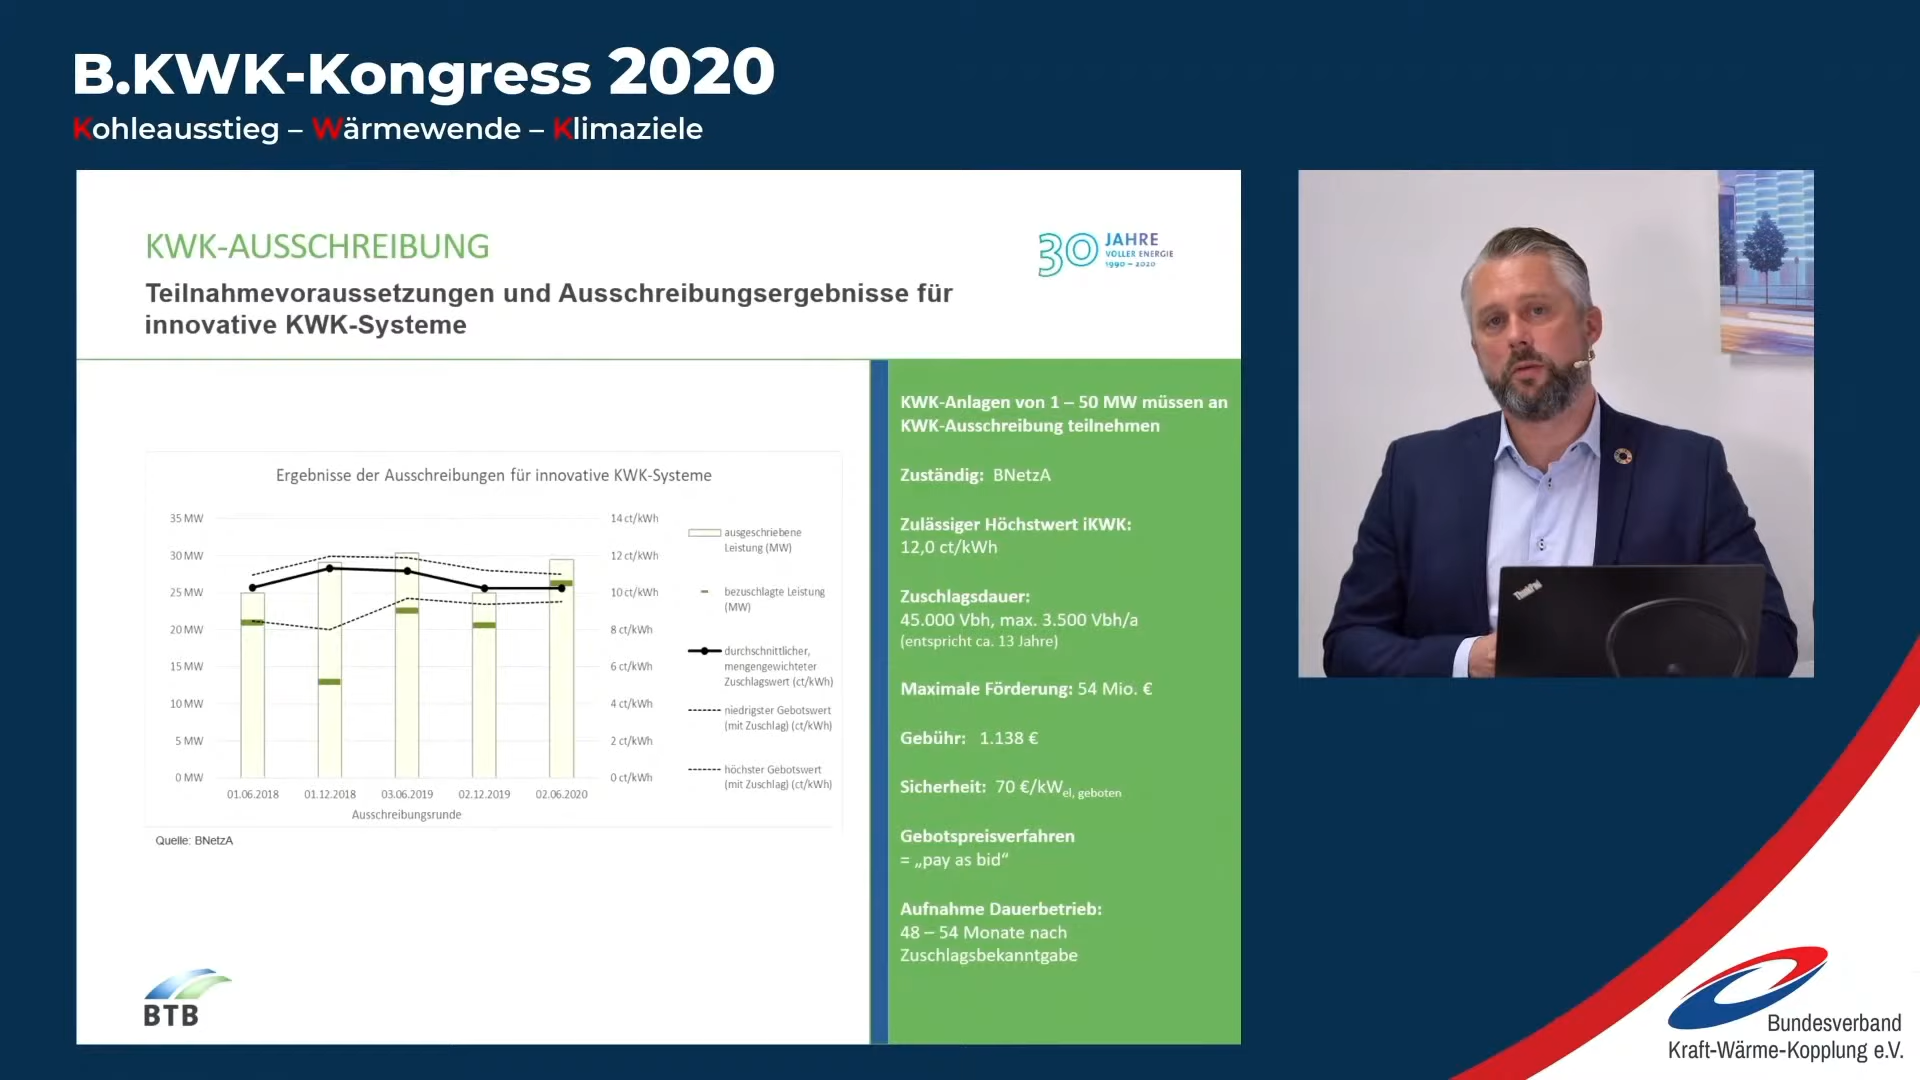 B.KWK-Kongress 2020
Kohleausstieg – Wärmewende – Klimaziele
KWK-AUSSCHREIBUNG
30 JAHRE
VOLLER ENERGIE
1990 – 2020
Teilnahmevoraussetzungen und Ausschreibungsergebnisse für
innovative KWK-Systeme
Ergebnisse der Ausschreibungen für innovative KWK-Systeme
35 MW
30 MW
25 MW
20 MW
15 MW
10 MW
5 MW
0 MW
14 ct/kWh
12 ct/kWh
10 ct/kWh
8 ct/kWh
6 ct/kWh
4 ct/kWh
2 ct/kWh
0 ct/kWh
01.06.2018 01.12.2018 03.06.2019 02.12.2019 02.06.2020
Ausschreibungsrunde
ausgeschriebene
Leistung (MW)
bezuschlagte Leistung
(MW)
durchschnittlicher,
mengengewichteter
Zuschlagswert (ct/kWh)
niedrigster Gebotswert
(mit Zuschlag) (ct/kWh)
höchster Gebotswert
(mit Zuschlag) (ct/kWh)
Quelle: BNetzA
KWK-Anlagen von 1 – 50 MW müssen an
KWK-Ausschreibung teilnehmen
Zuständig: BNetzA
Zulässiger Höchstwert iKWK:
12,0 ct/kWh
Zuschlagsdauer:
45.000 Vbh, max. 3.500 Vbh/a
(entspricht ca. 13 Jahre)
Maximale Förderung: 54 Mio. €
Gebühr: 1.138 €
Sicherheit: 70 €/kWel, geboten
Gebotspreisverfahren
= „pay as bid“
Aufnahme Dauerbetrieb:
48 – 54 Monate nach
Zuschlagsbekanntgabe
BTB
ThinkPad
Bundesverband
Kraft-Wärme-Kopplung e.V.